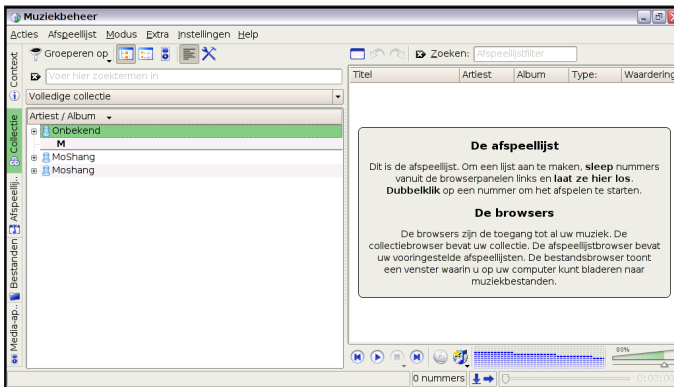 Muziekbeheer
Acties Afspeellijst Modus Extra Instellingen Help
Groeperen op
Voer hier zoektermen in
Volledige collectie
Artiest / Album
Onbekend
M
MoShang
Moshang
Context
Collectie
Afspeellij..
Bestanden
Media-ap..
Zoeken: Afspeellijstfilter
Titel Artiest Album Type: Waardering
De afspeellijst
Dit is de afspeellijst. Om een lijst aan te maken, sleep nummers
vanuit de browserpanelen links en laat ze hier los.
Dubbelklik op een nummer om het afspelen te starten.
De browsers
De browsers zijn de toegang tot al uw muziek. De
collectiebrowser bevat uw collectie. De afspeellijstbrowser bevat
uw vooringestelde afspeellijsten. De bestandsbrowser toont
een venster waarin u op uw computer kunt bladeren naar
muziekbestanden.
80%
0 nummers
- 0:00:00